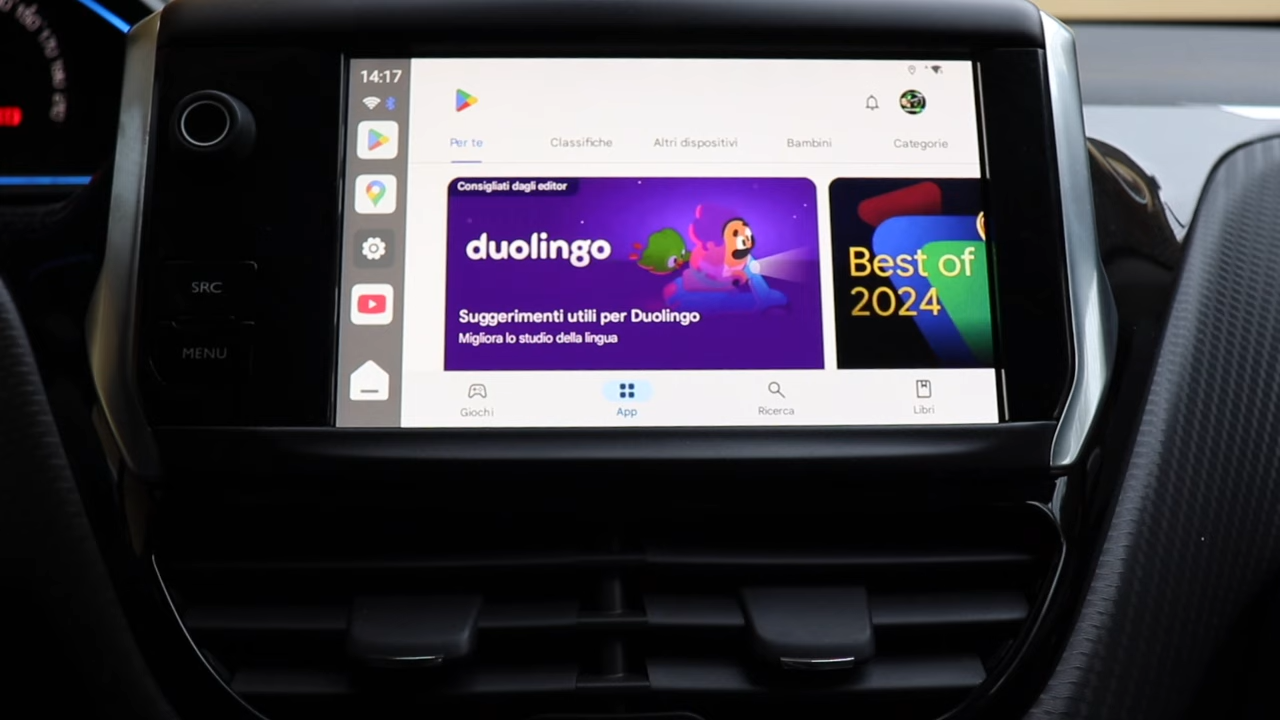 14:17
Per te
Classifiche
Altri dispositivi
Bambini
Categorie
Consigliati dagli editor
duolingo
Suggerimenti utili per Duolingo
Migliora lo studio della lingua
Best of
2024
Giochi
App
Ricerca
Libri
SRC
MENU